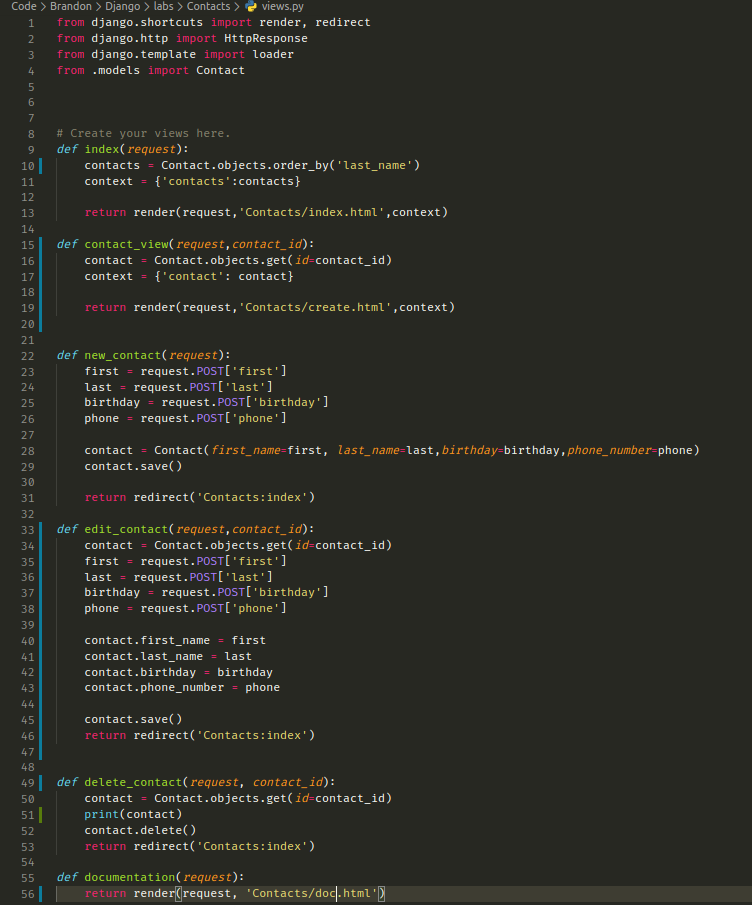 Code > Brandon > Django > labs > Contacts > views.py
1 from django.shortcuts import render, redirect
2 from django.http import HttpResponse
3 from django.template import loader
4 from .models import Contact
5
6
7
8 # Create your views here.
9 def index(request):
10     contacts = Contact.objects.order_by('last_name')
11     context = {'contacts':contacts}
12
13     return render(request,'Contacts/index.html',context)
14
15 def contact_view(request,contact_id):
16     contact = Contact.objects.get(id=contact_id)
17     context = {'contact': contact}
18
19     return render(request,'Contacts/create.html',context)
20
21
22 def new_contact(request):
23     first = request.POST['first']
24     last = request.POST['last']
25     birthday = request.POST['birthday']
26     phone = request.POST['phone']
27
28     contact = Contact(first_name=first, last_name=last,birthday=birthday,phone_number=phone)
29     contact.save()
30
31     return redirect('Contacts:index')
32
33 def edit_contact(request,contact_id):
34     contact = Contact.objects.get(id=contact_id)
35     first = request.POST['first']
36     last = request.POST['last']
37     birthday = request.POST['birthday']
38     phone = request.POST['phone']
39
40     contact.first_name = first
41     contact.last_name = last
42     contact.birthday = birthday
43     contact.phone_number = phone
44
45     contact.save()
46     return redirect('Contacts:index')
47
48
49 def delete_contact(request, contact_id):
50     contact = Contact.objects.get(id=contact_id)
51     print(contact)
52     contact.delete()
53     return redirect('Contacts:index')
54
55 def documentation(request):
56     return render(request, 'Contacts/doc.html')